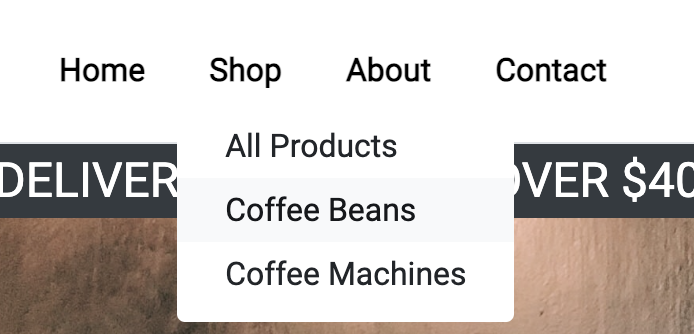 Home Shop About Contact
All Products
DELIVER OVER $40
Coffee Beans
Coffee Machines